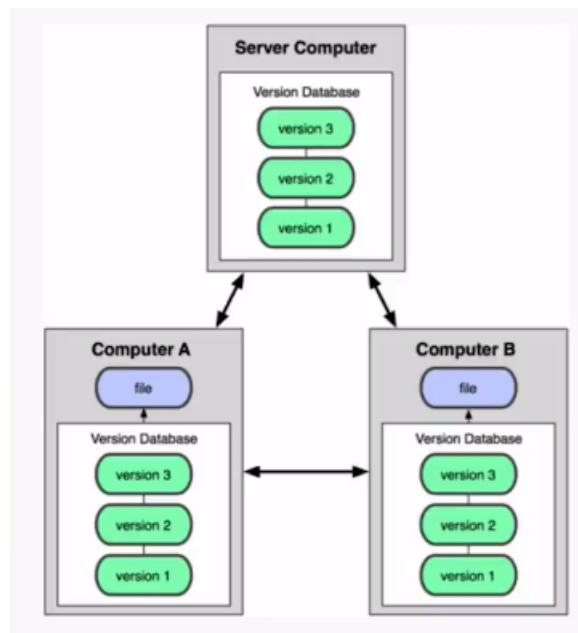 Server Computer
Version Database
version 3
version 2
version 1
Computer A
file
Version Database
version 3
version 2
version 1
Computer B
file
Version Database
version 3
version 2
version 1